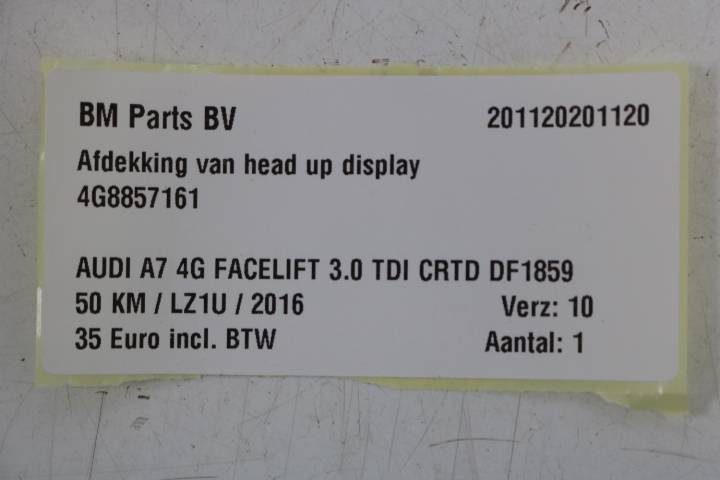 BM Parts BV 201120201120
Afdekking van head up display
4G8857161
AUDI A7 4G FACELIFT 3.0 TDI CRTD DF1859
50 KM / LZ1U / 2016 Verz: 10
35 Euro incl. BTW Aantal: 1